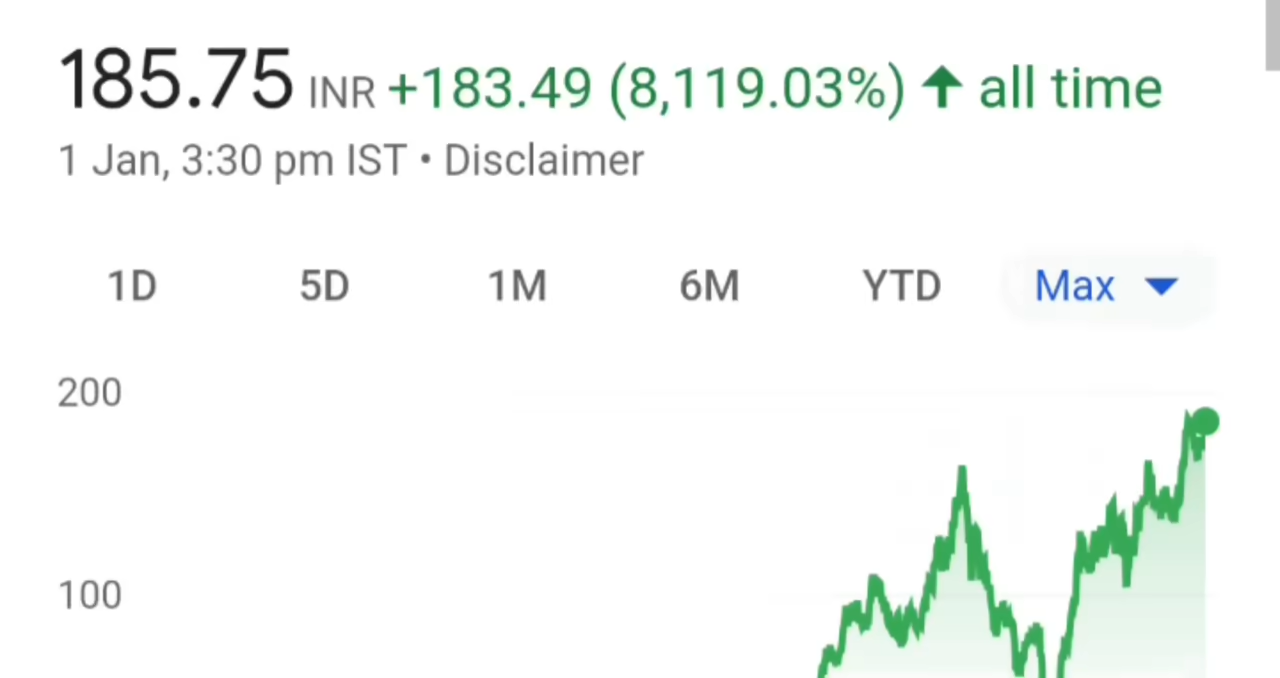 185.75 INR +183.49 (8,119.03%) ↑ all time
1 Jan, 3:30 pm IST • Disclaimer
1D 5D 1M 6M YTD Max
200
100